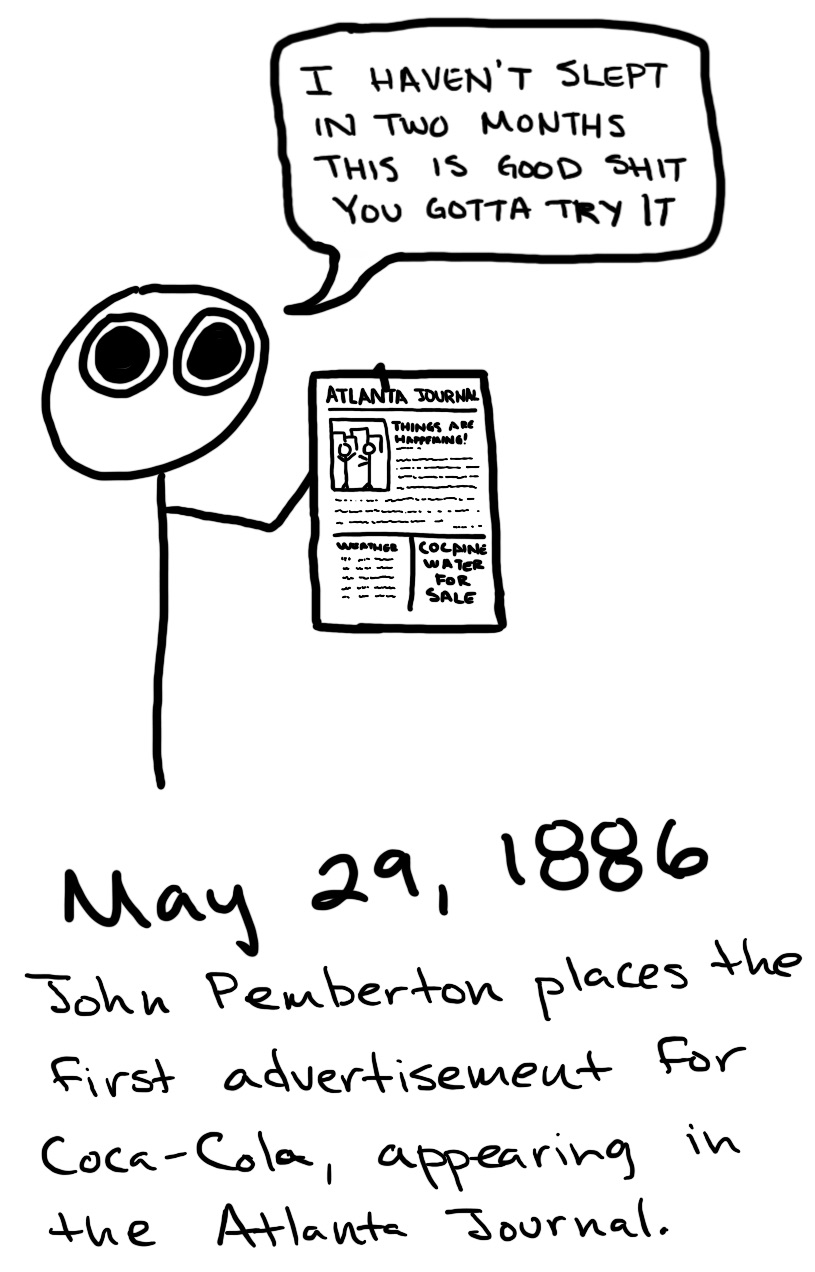 I HAVEN'T SLEPT
IN TWO MONTHS
THIS IS GOOD SHIT
YOU GOTTA TRY IT
ATLANTA JOURNAL
THINGS ARE
HAPPENING!
WEATHER
COCAINE
WATER
FOR
SALE
May 29, 1886
John Pemberton places the
first advertisement for
Coca-Cola, appearing in
the Atlanta Journal.